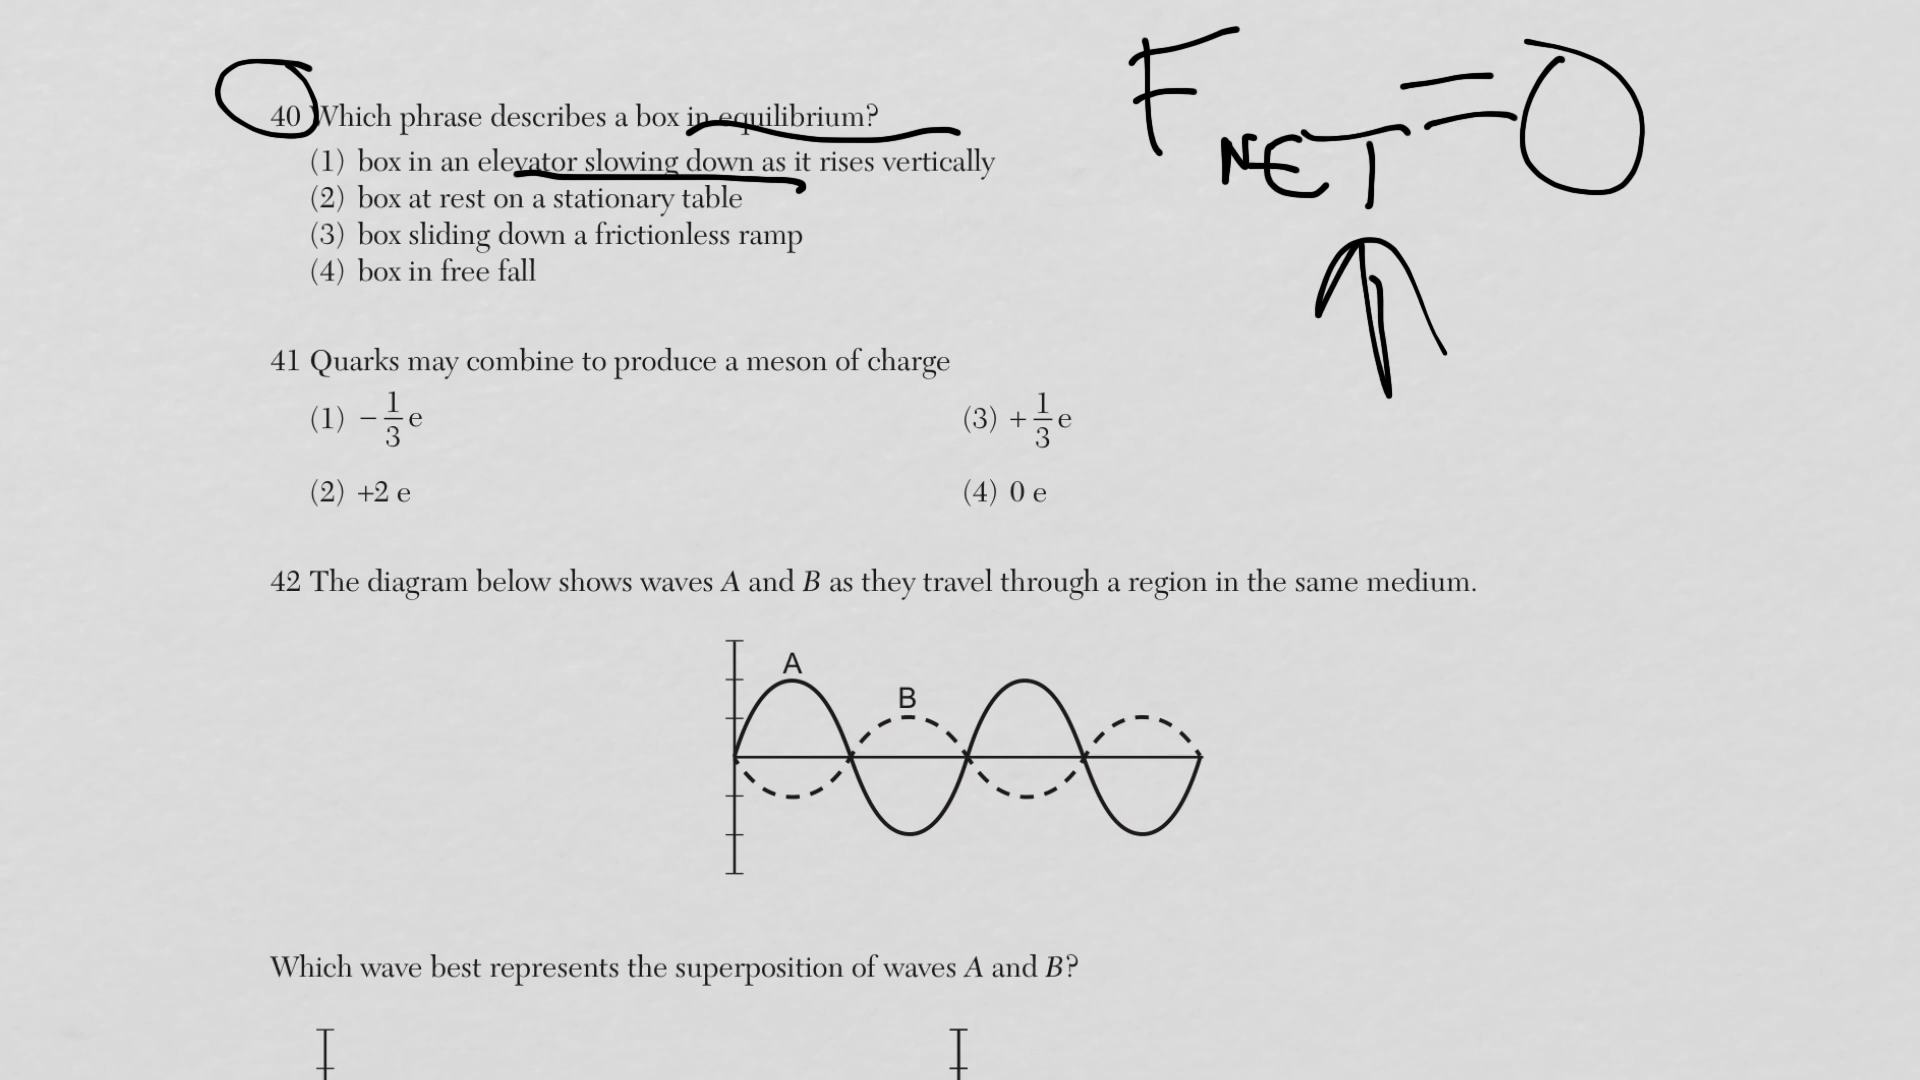 F NET = 0
40 Which phrase describes a box in equilibrium?
(1) box in an elevator slowing down as it rises vertically
(2) box at rest on a stationary table
(3) box sliding down a frictionless ramp
(4) box in free fall
41 Quarks may combine to produce a meson of charge
(1) −1/3 e
(3) +1/3 e
(2) +2 e
(4) 0 e
42 The diagram below shows waves A and B as they travel through a region in the same medium.
A
B
Which wave best represents the superposition of waves A and B?